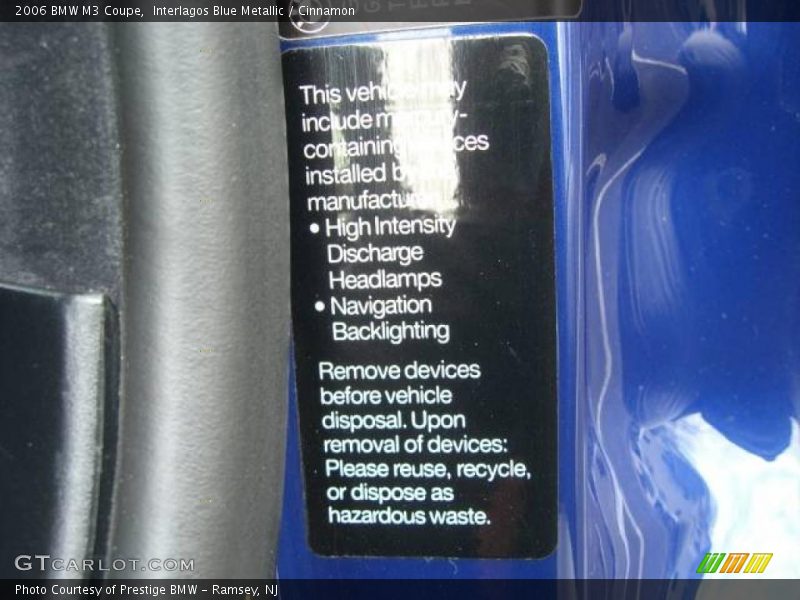 2006 BMW M3 Coupe, Interlagos Blue Metallic / Cinnamon
This vehicle may
include mercury-
containing devices
installed by
manufacturer
• High Intensity
Discharge
Headlamps
• Navigation
Backlighting
Remove devices
before vehicle
disposal. Upon
removal of devices:
Please reuse, recycle,
or dispose as
hazardous waste.
GTCARLOT.COM
Photo Courtesy of Prestige BMW - Ramsey, NJ